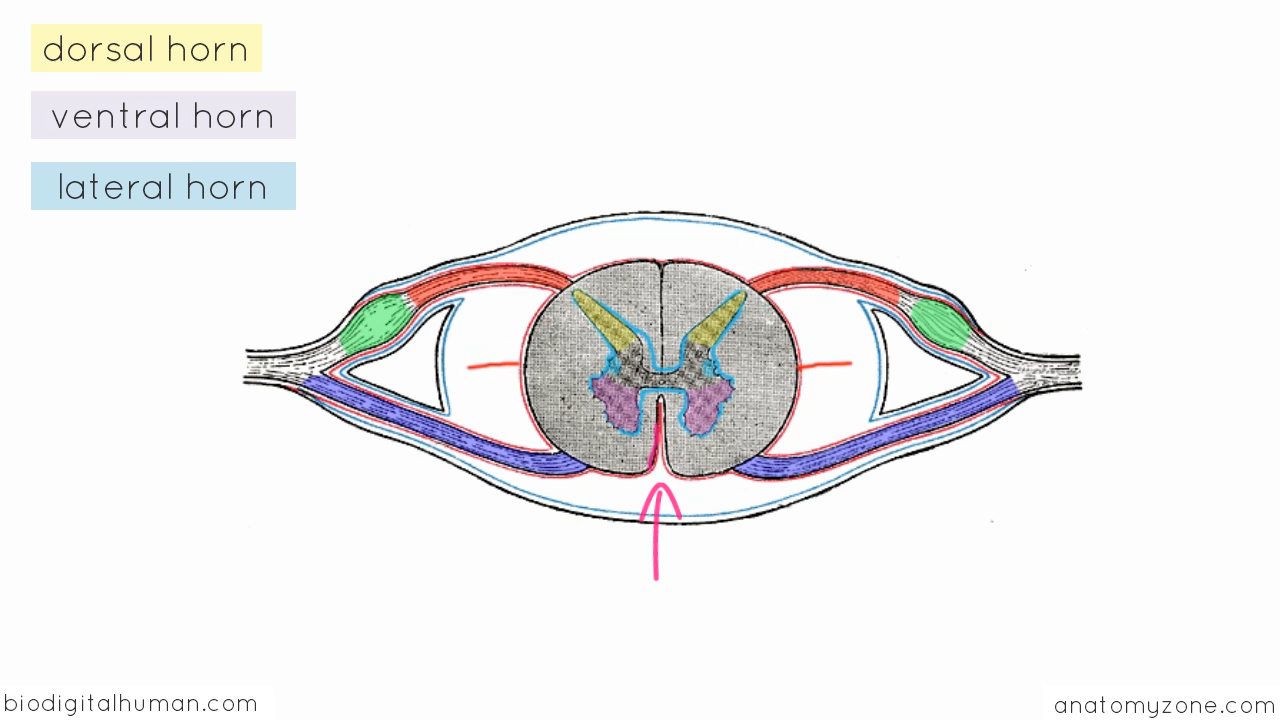 dorsal horn
ventral horn
lateral horn
biodigitalhuman.com
anatomyzone.com